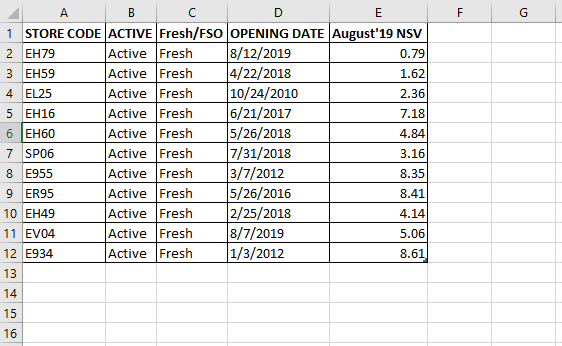 A B C D E F G
1 STORE CODE ACTIVE Fresh/FSO OPENING DATE August'19 NSV
2 EH79 Active Fresh 8/12/2019 0.79
3 EH59 Active Fresh 4/22/2018 1.62
4 EL25 Active Fresh 10/24/2010 2.36
5 EH16 Active Fresh 6/21/2017 7.18
6 EH60 Active Fresh 5/26/2018 4.84
7 SP06 Active Fresh 7/31/2018 3.16
8 E955 Active Fresh 3/7/2012 8.35
9 ER95 Active Fresh 5/26/2016 8.41
10 EH49 Active Fresh 2/25/2018 4.14
11 EV04 Active Fresh 8/7/2019 5.06
12 E934 Active Fresh 1/3/2012 8.61
13
14
15
16